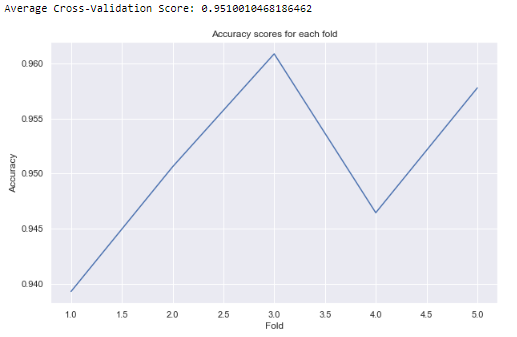 Average Cross-Validation Score: 0.9510010468186462
Accuracy scores for each fold
0.960
0.955
0.950
0.945
0.940
Accuracy
1.0 1.5 2.0 2.5 3.0 3.5 4.0 4.5 5.0
Fold